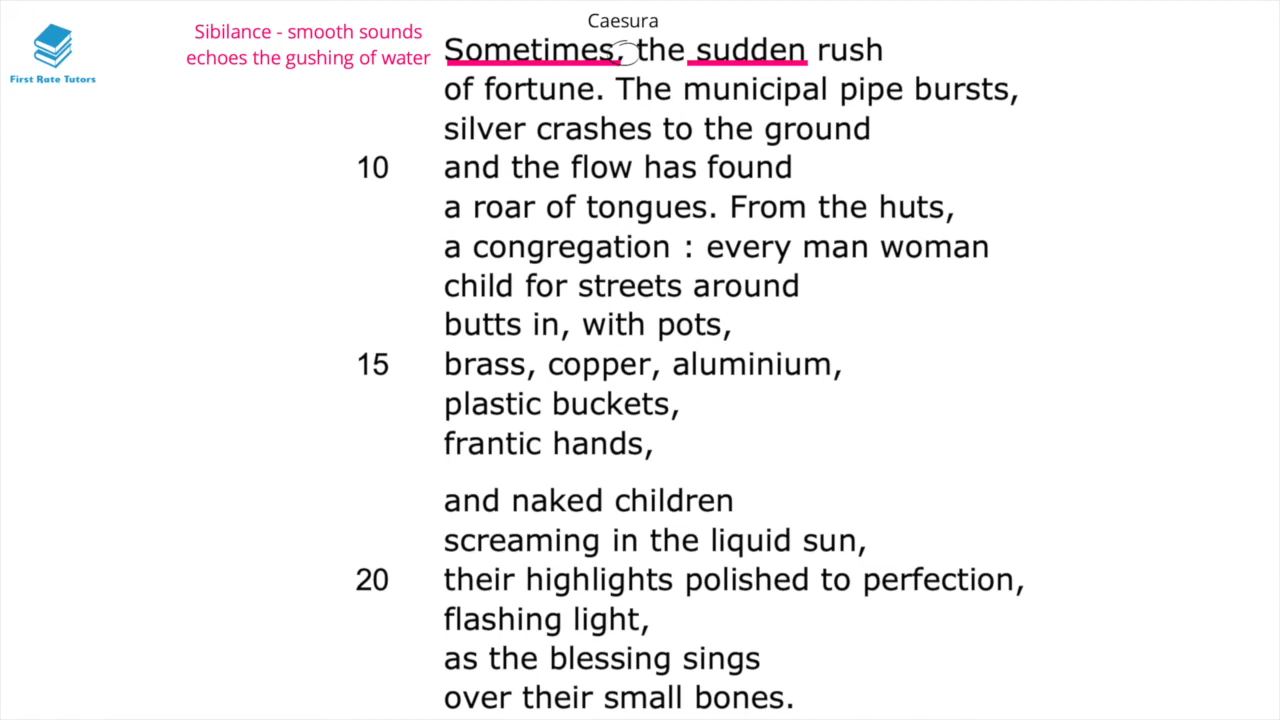 Caesura
Sibilance - smooth sounds
echoes the gushing of water
First Rate Tutors
Sometimes, the sudden rush
of fortune. The municipal pipe bursts,
silver crashes to the ground
10 and the flow has found
a roar of tongues. From the huts,
a congregation : every man woman
child for streets around
butts in, with pots,
15 brass, copper, aluminium,
plastic buckets,
frantic hands,
and naked children
screaming in the liquid sun,
20 their highlights polished to perfection,
flashing light,
as the blessing sings
over their small bones.